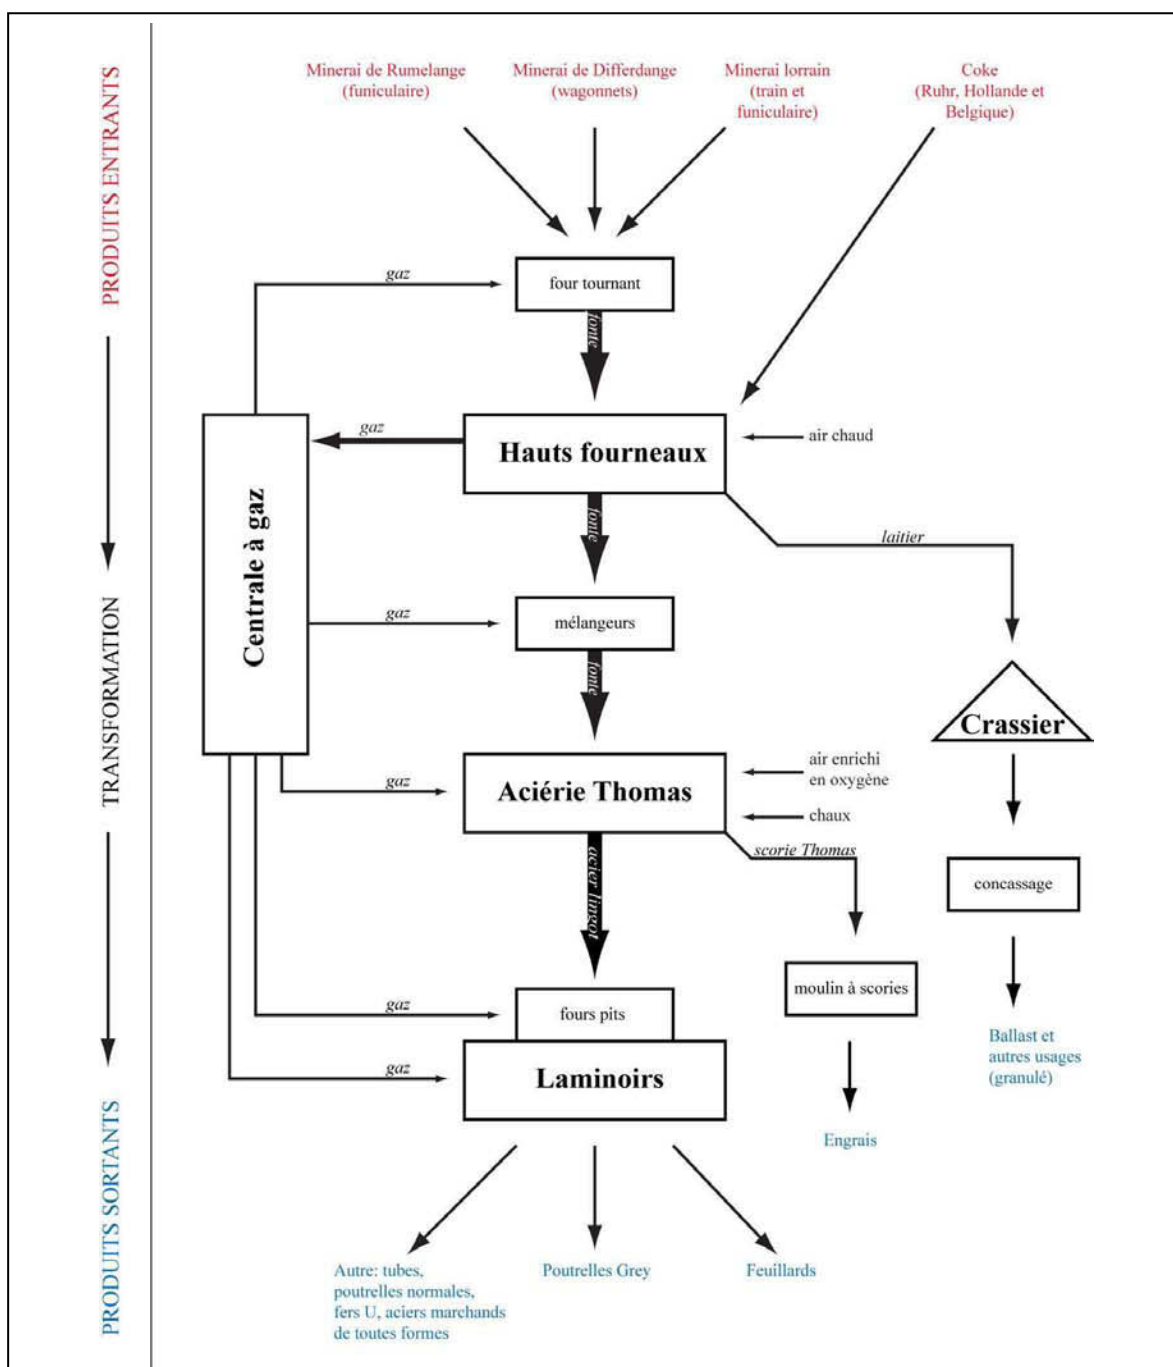 PRODUITS ENTRANTS
TRANSFORMATION
PRODUITS SORTANTS
Minerai de Rumelange
(funiculaire)
Minerai de Differdange
(wagonnets)
Minerai lorrain
(train et
funiculaire)
Coke
(Ruhr, Hollande et
Belgique)
gaz
four tournant
fonte
gaz
Hauts fourneaux
air chaud
Centrale à gaz
fonte
laitier
gaz
mélangeurs
fonte
Crassier
gaz
Aciérie Thomas
air enrichi
en oxygène
chaux
scorie Thomas
acier lingot
concassage
moulin à scories
gaz
fours pits
Ballast et
autres usages
(granulé)
gaz
Laminoirs
Engrais
Autre: tubes,
poutrelles normales,
fers U, aciers marchands
de toutes formes
Poutrelles Grey
Feuillards